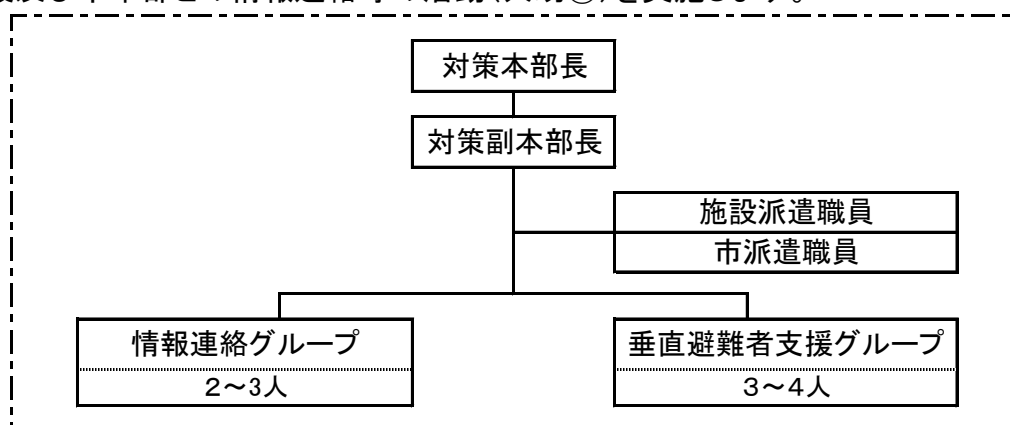 対策本部長
対策副本部長
施設派遣職員
市派遣職員
情報連絡グループ
2～3人
垂直避難者支援グループ
3～4人